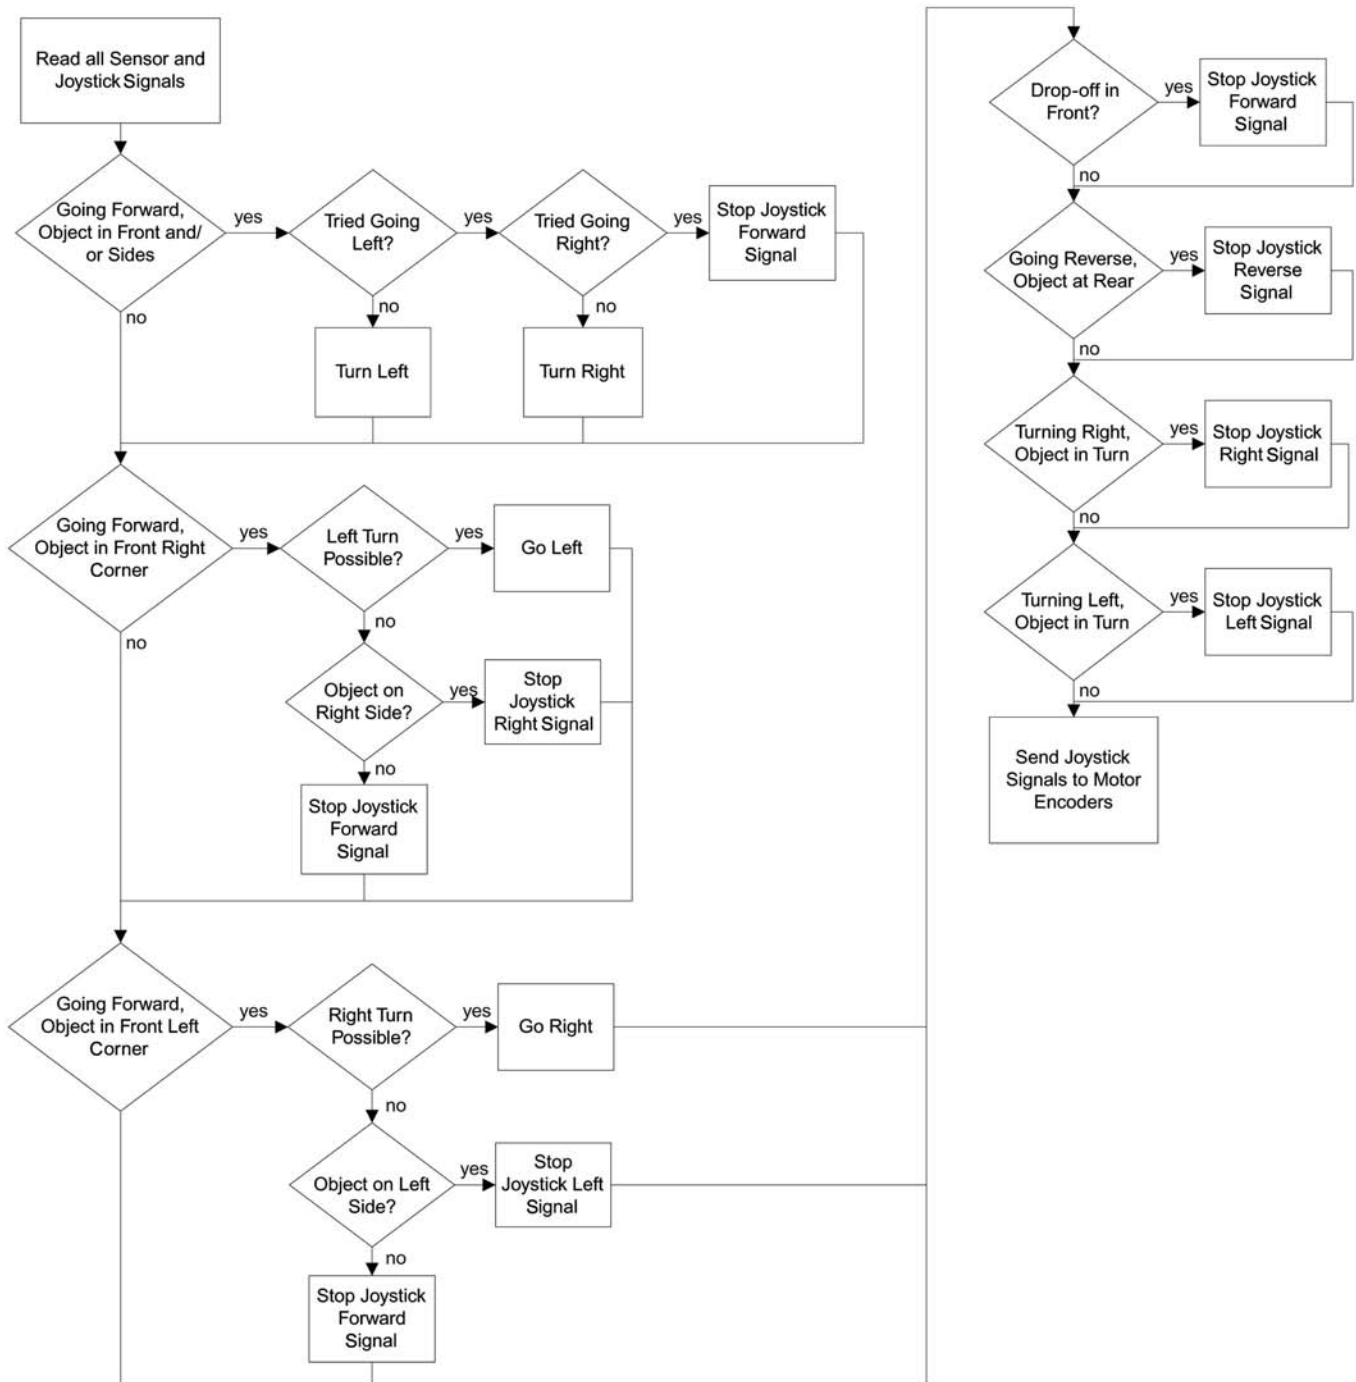 Read all Sensor and
Joystick Signals
Going Forward,
Object in Front and/
or Sides
yes
no
Tried Going
Left?
yes
no
Tried Going
Right?
yes
no
Stop Joystick
Forward
Signal
Turn Left
Turn Right
Going Forward,
Object in Front Right
Corner
yes
no
Left Turn
Possible?
yes
no
Go Left
Object on
Right Side?
yes
no
Stop
Joystick
Right Signal
Stop Joystick
Forward
Signal
Going Forward,
Object in Front Left
Corner
yes
Right Turn
Possible?
yes
no
Go Right
Object on Left
Side?
yes
no
Stop
Joystick Left
Signal
Stop Joystick
Forward
Signal
Drop-off in
Front?
yes
no
Stop Joystick
Forward
Signal
Going Reverse,
Object at Rear
yes
no
Stop Joystick
Reverse
Signal
Turning Right,
Object in Turn
yes
no
Stop Joystick
Right Signal
Turning Left,
Object in Turn
yes
no
Stop Joystick
Left Signal
Send Joystick
Signals to Motor
Encoders